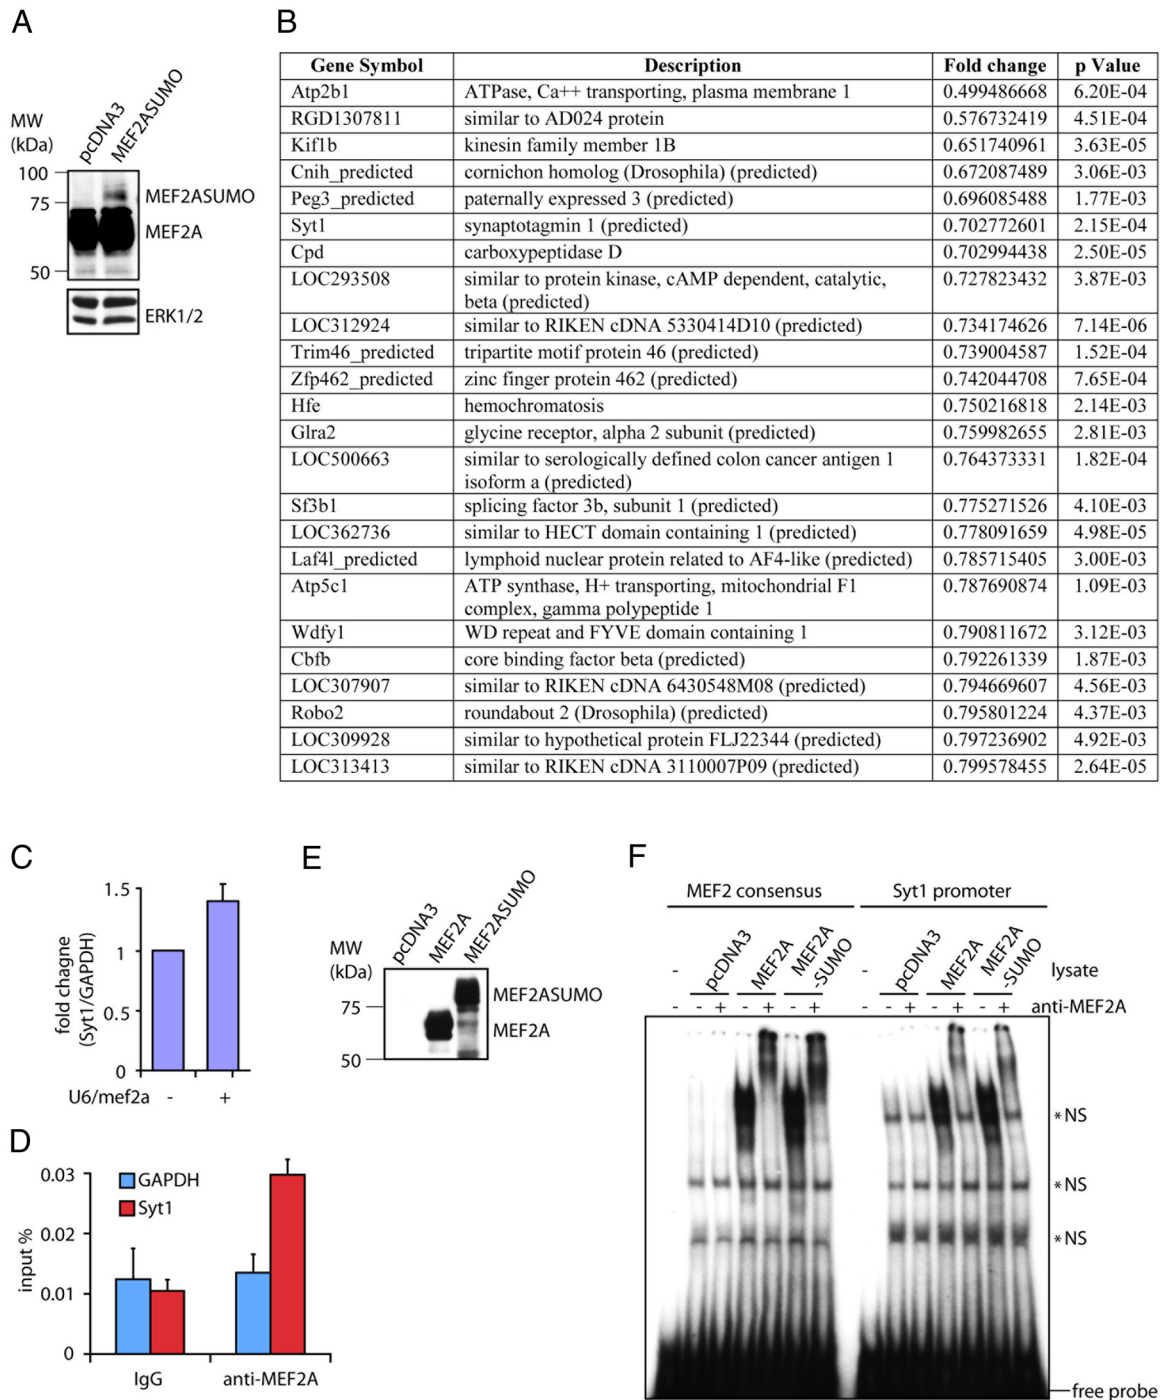 A
MW
(kDa)
pcDNA3
MEF2ASUMO
100
75
50
MEF2ASUMO
MEF2A
ERK1/2
B
Gene Symbol Description Fold change p Value
Atp2b1 ATPase, Ca++ transporting, plasma membrane 1 0.499486668 6.20E-04
RGD1307811 similar to AD024 protein 0.576732419 4.51E-04
Kif1b kinesin family member 1B 0.651740961 3.63E-05
Cnih_predicted cornichon homolog (Drosophila) (predicted) 0.672087489 3.06E-03
Peg3_predicted paternally expressed 3 (predicted) 0.696085488 1.77E-03
Syt1 synaptotagmin 1 (predicted) 0.702772601 2.15E-04
Cpd carboxypeptidase D 0.702994438 2.50E-05
LOC293508 similar to protein kinase, cAMP dependent, catalytic, 0.727823432 3.87E-03
beta (predicted)
LOC312924 similar to RIKEN cDNA 5330414D10 (predicted) 0.734174626 7.14E-06
Trim46_predicted tripartite motif protein 46 (predicted) 0.739004587 1.52E-04
Zfp462_predicted zinc finger protein 462 (predicted) 0.742044708 7.65E-04
Hfe hemochromatosis 0.750216818 2.14E-03
Glra2 glycine receptor, alpha 2 subunit (predicted) 0.759982655 2.81E-03
LOC500663 similar to serologically defined colon cancer antigen 1 0.764373331 1.82E-04
isoform a (predicted)
Sf3b1 splicing factor 3b, subunit 1 (predicted) 0.775271526 4.10E-03
LOC362736 similar to HECT domain containing 1 (predicted) 0.778091659 4.98E-05
Laf4l_predicted lymphoid nuclear protein related to AF4-like (predicted) 0.785715405 3.00E-03
Atp5c1 ATP synthase, H+ transporting, mitochondrial F1 0.787690874 1.09E-03
complex, gamma polypeptide 1
Wdfy1 WD repeat and FYVE domain containing 1 0.790811672 3.12E-03
Cbfb core binding factor beta (predicted) 0.792261339 1.87E-03
LOC307907 similar to RIKEN cDNA 6430548M08 (predicted) 0.794669607 4.56E-03
Robo2 roundabout 2 (Drosophila) (predicted) 0.795801224 4.37E-03
LOC309928 similar to hypothetical protein FLJ22344 (predicted) 0.797236902 4.92E-03
LOC313413 similar to RIKEN cDNA 3110007P09 (predicted) 0.799578455 2.64E-05
C
fold chagne
(Syt1/GAPDH)
1.5
1
0.5
0
U6/mef2a - +
D
input %
0.03
0.02
0.01
0
GAPDH
Syt1
IgG anti-MEF2A
E
MW
(kDa)
pcDNA3
MEF2A
MEF2ASUMO
75
50
MEF2ASUMO
MEF2A
F
MEF2 consensus Syt1 promoter
- pcDNA3 MEF2A MEF2A -SUMO - pcDNA3 MEF2A MEF2A -SUMO lysate
- - + - + - + - - + - + - + anti-MEF2A
* NS
* NS
* NS
free probe